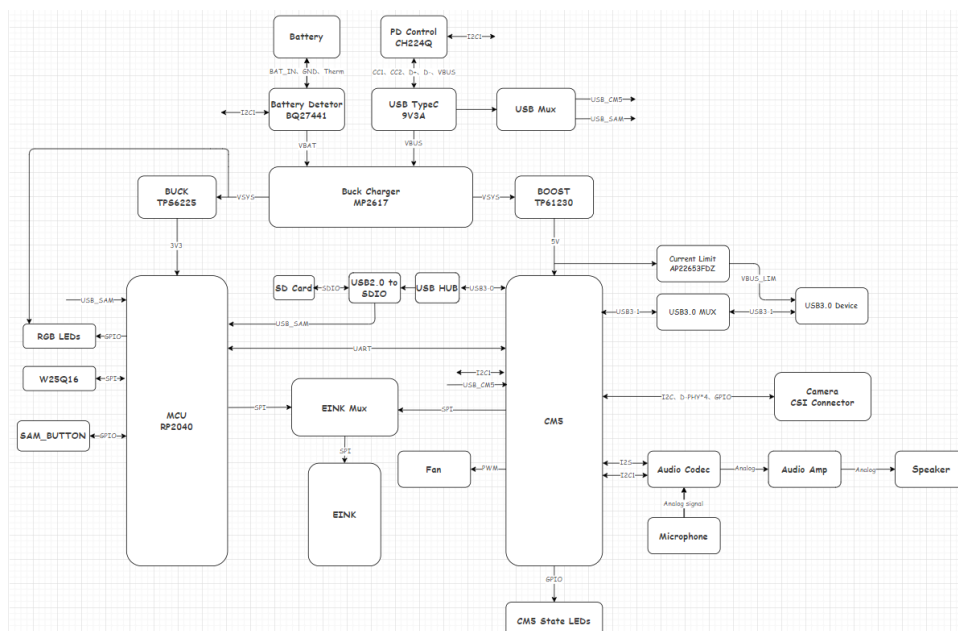 Battery
PD Control
CH224Q
I2C1
BAT_IN, GND, Therm
CC1, CC2, D+, D-, VBUS
I2C1
Battery Detetor
BQ27441
USB TypeC
9V3A
USB Mux
USB_CM5
USB_SAM
VBAT
VBUS
BUCK
TPS6225
VSYS
Buck Charger
MP2617
VSYS
BOOST
TP61230
3V3
5V
Current Limit
AP22653FDZ
VBUS_LIM
USB_SAM
SD Card
SDIO
USB2.0 to
SDIO
USB HUB
USB3-0
USB3-1
USB3.0 MUX
USB3-1
USB3.0 Device
RGB LEDs
GPIO
USB_SAM
UART
W25Q16
SPI
I2C1
USB_CM5
MCU
RP2040
SPI
EINK Mux
SPI
CM5
I2C, D-PHY*4, GPIO
Camera
CSI Connector
SAM_BUTTON
GPIO
SPI
Fan
PWM
I2S
I2C1
Audio Codec
Analog
Audio Amp
Analog
Speaker
EINK
Analog signal
Microphone
GPIO
CM5 State LEDs